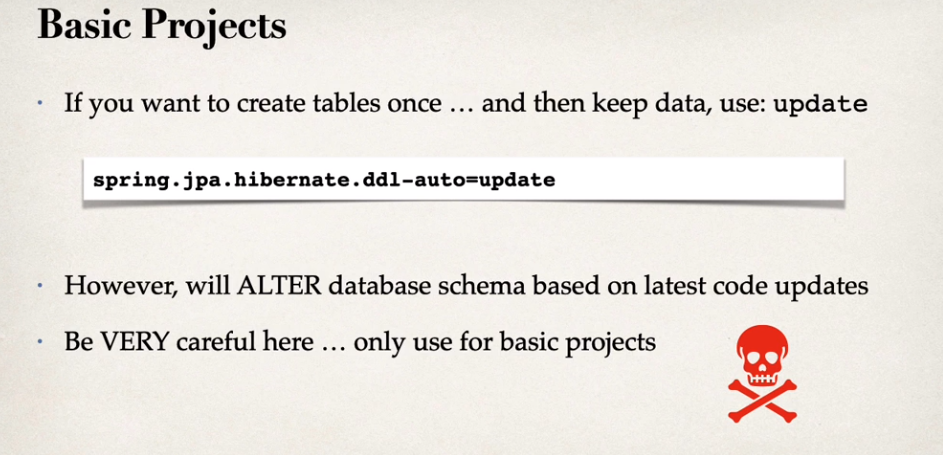 Basic Projects
· If you want to create tables once … and then keep data, use: update
spring.jpa.hibernate.ddl-auto=update
· However, will ALTER database schema based on latest code updates
· Be VERY careful here … only use for basic projects